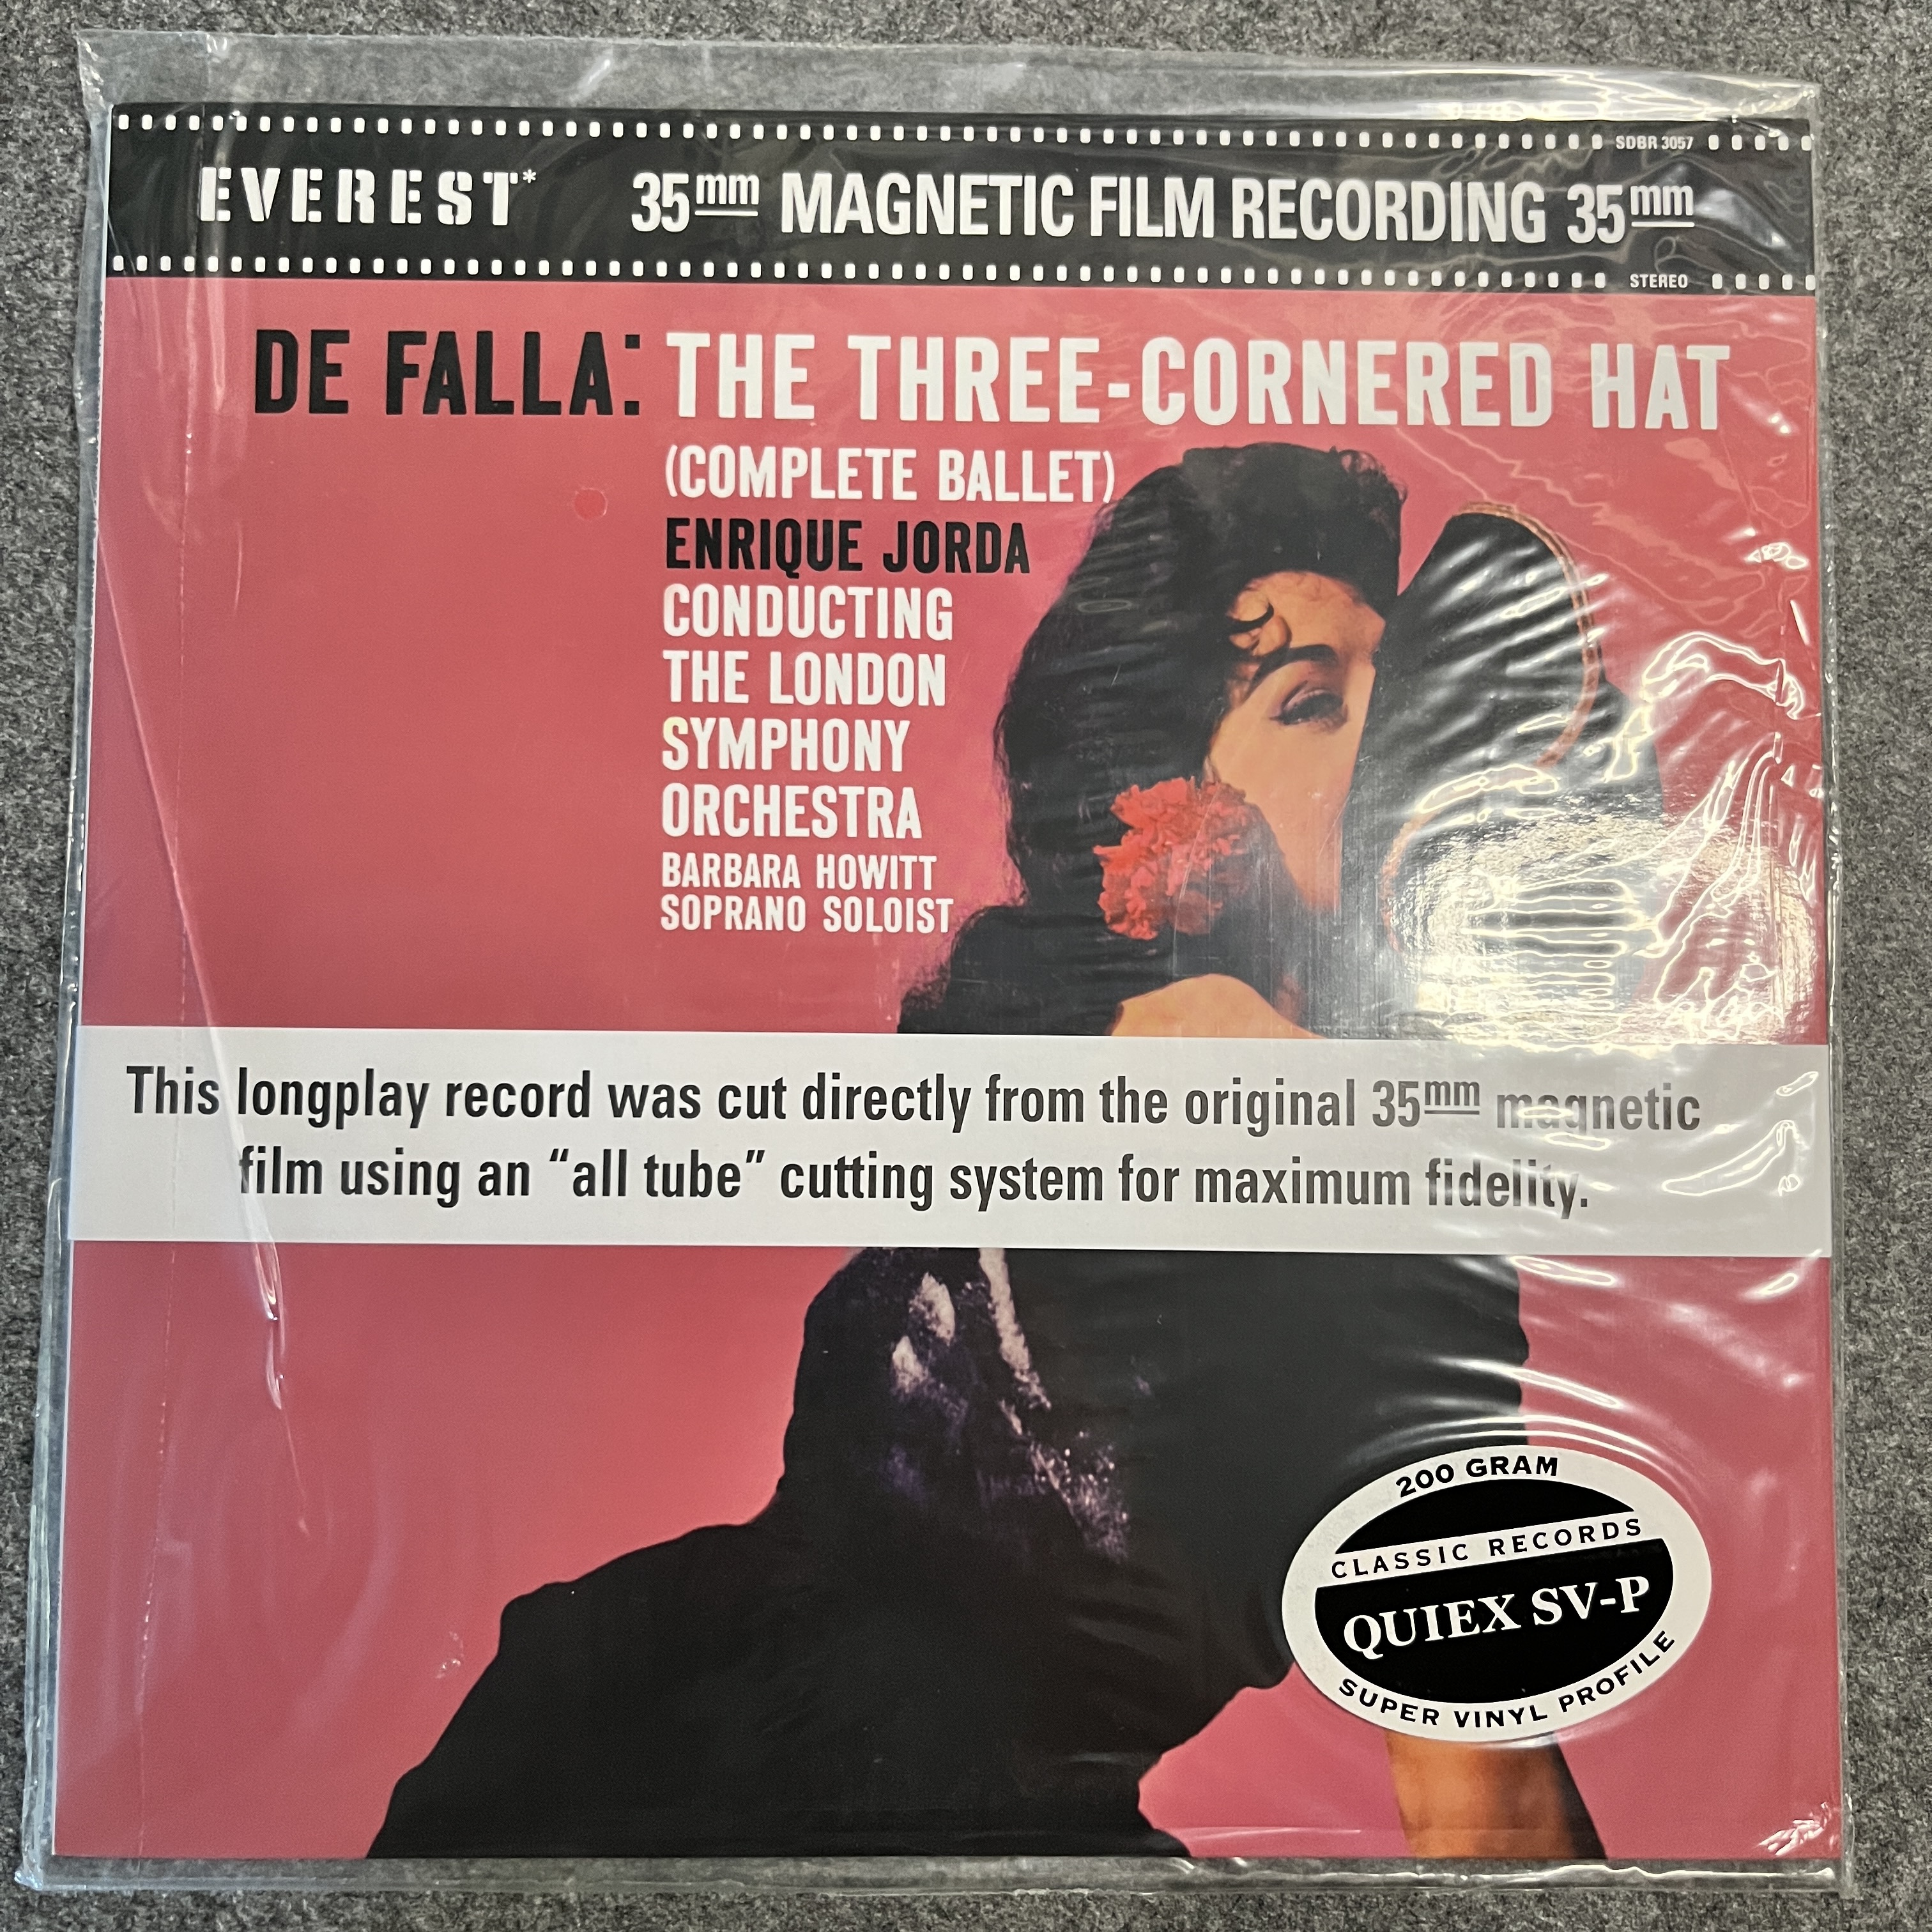 SDBR 3057
EVEREST* 35mm MAGNETIC FILM RECORDING 35mm
STEREO
DE FALLA: THE THREE-CORNERED HAT
(COMPLETE BALLET)
ENRIQUE JORDA
CONDUCTING
THE LONDON
SYMPHONY
ORCHESTRA
BARBARA HOWITT
SOPRANO SOLOIST
This longplay record was cut directly from the original 35mm magnetic
film using an “all tube” cutting system for maximum fidelity.
200 GRAM
CLASSIC RECORDS
QUIEX SV-P
SUPER VINYL PROFILE